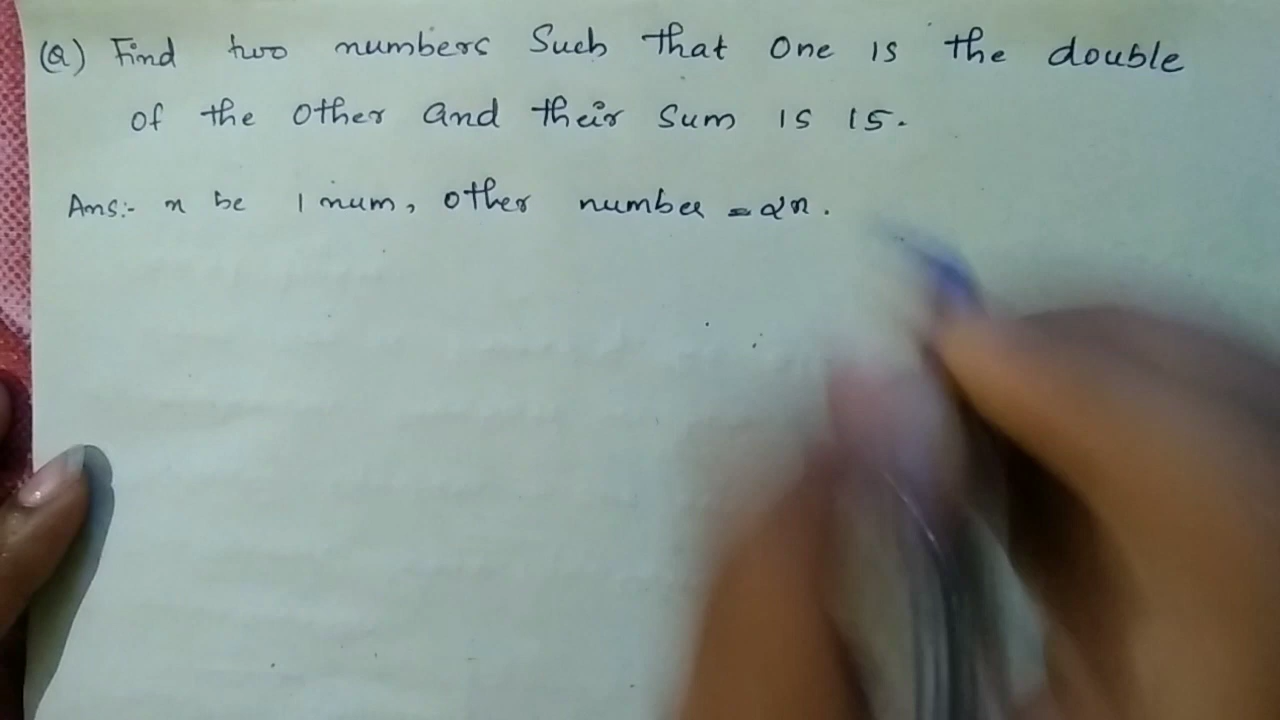 (Q) Find two numbers Such that One is the double
of the Other and their Sum is 15.
Ans:- x be 1 num, other number = 2x.